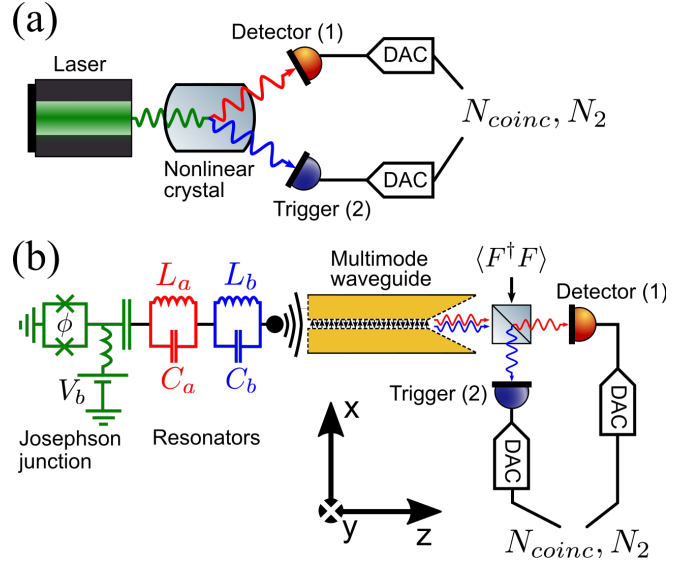 (a)
Laser
Nonlinear
crystal
Detector (1)
Trigger (2)
DAC
DAC
N_{coinc}, N_2
(b)
ϕ
V_b
Josephson
junction
L_a
L_b
C_a
C_b
Resonators
Multimode
waveguide
⟨F†F⟩
Detector (1)
Trigger (2)
DAC
DAC
N_{coinc}, N_2
x
y
z